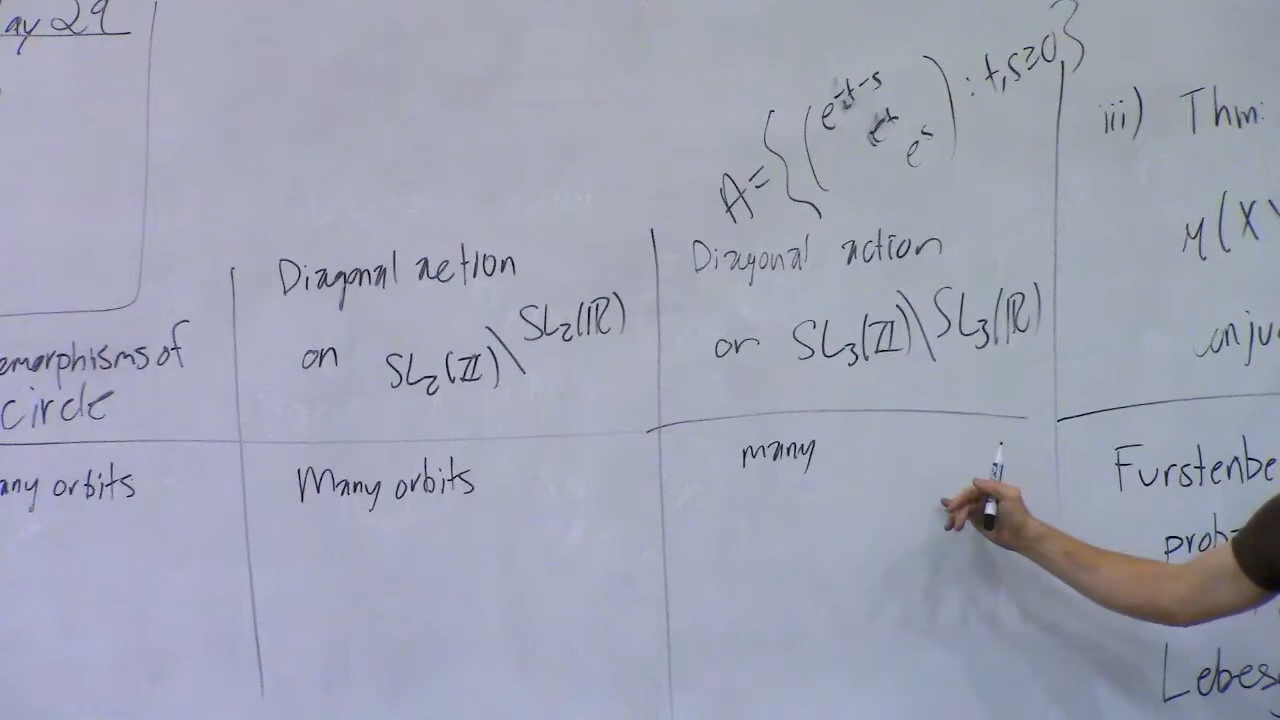 ay 29
A = { ( e^{-t-s} e^t e^s ) : t,s≥0 }
iii) Thm:
μ(X
conju
emorphisms of
circle
Diagonal action
on SL₂(ℤ)\SL₂(ℝ)
Diagonal action
on SL₃(ℤ)\SL₃(ℝ)
any orbits
Many orbits
many
Furstenbe
prob
Lebes